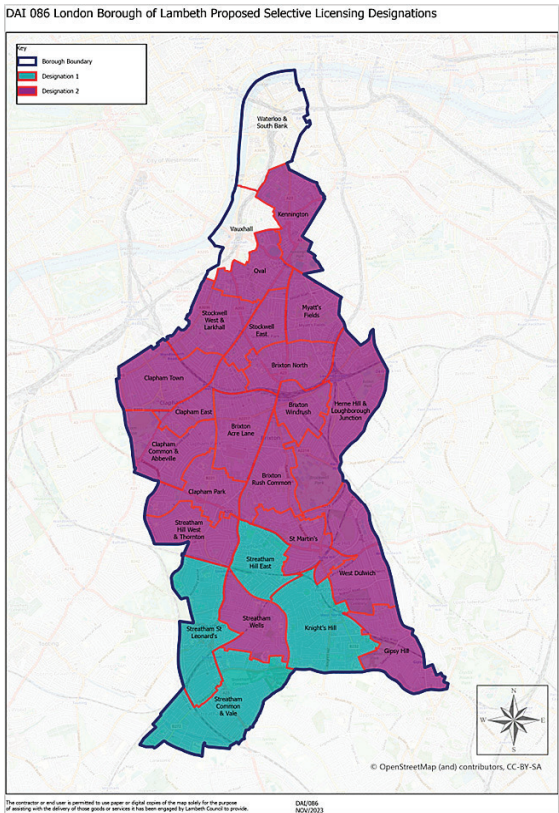 DAI 086 London Borough of Lambeth Proposed Selective Licensing Designations
Key
Borough Boundary
Designation 1
Designation 2
Waterloo &
South Bank
Kennington
Vauxhall
Oval
Stockwell
West &
Larkhall
Stockwell
East
Myatt's
Fields
Brixton North
Clapham Town
Clapham East
Brixton
Windrush
Herne Hill &
Loughborough
Junction
Brixton
Acre Lane
Clapham
Common &
Abbeville
Brixton
Rush Common
Clapham Park
Streatham
Hill West
& Thornton
St Martin's
Streatham
Hill East
West Dulwich
Streatham
Wells
Streatham St
Leonard's
Knight's Hill
Gipsy Hill
Streatham
Common
& Vale
N
W
E
S
© OpenStreetMap (and) contributors, CC-BY-SA
The contractor or end user is permitted to use paper or digital copies of the map solely for the purpose
of assisting with the delivery of those goods or services it has been engaged by Lambeth Council to provide.
DAI/086
NOV/2023